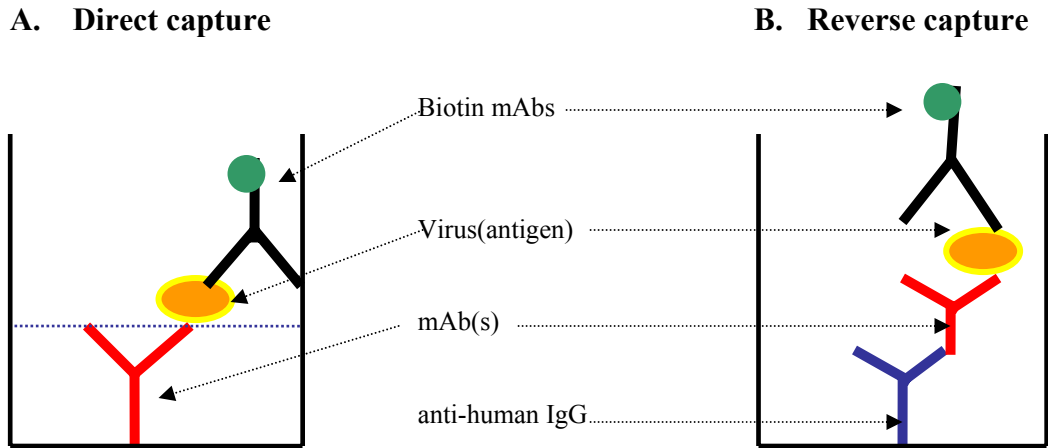 A. Direct capture
B. Reverse capture
Biotin mAbs
Virus(antigen)
mAb(s)
anti-human IgG